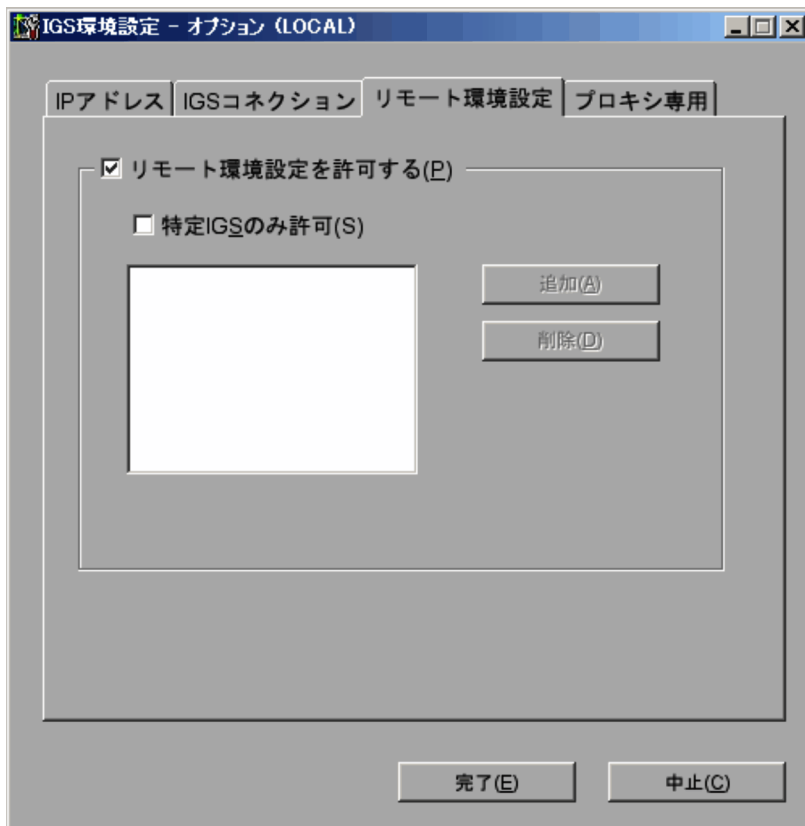 IGS環境設定 - オプション (LOCAL)
IPアドレス IGSコネクション リモート環境設定 プロキシ専用
リモート環境設定を許可する(P)
特定IGSのみ許可(S)
追加(A)
削除(D)
完了(E) 中止(C)